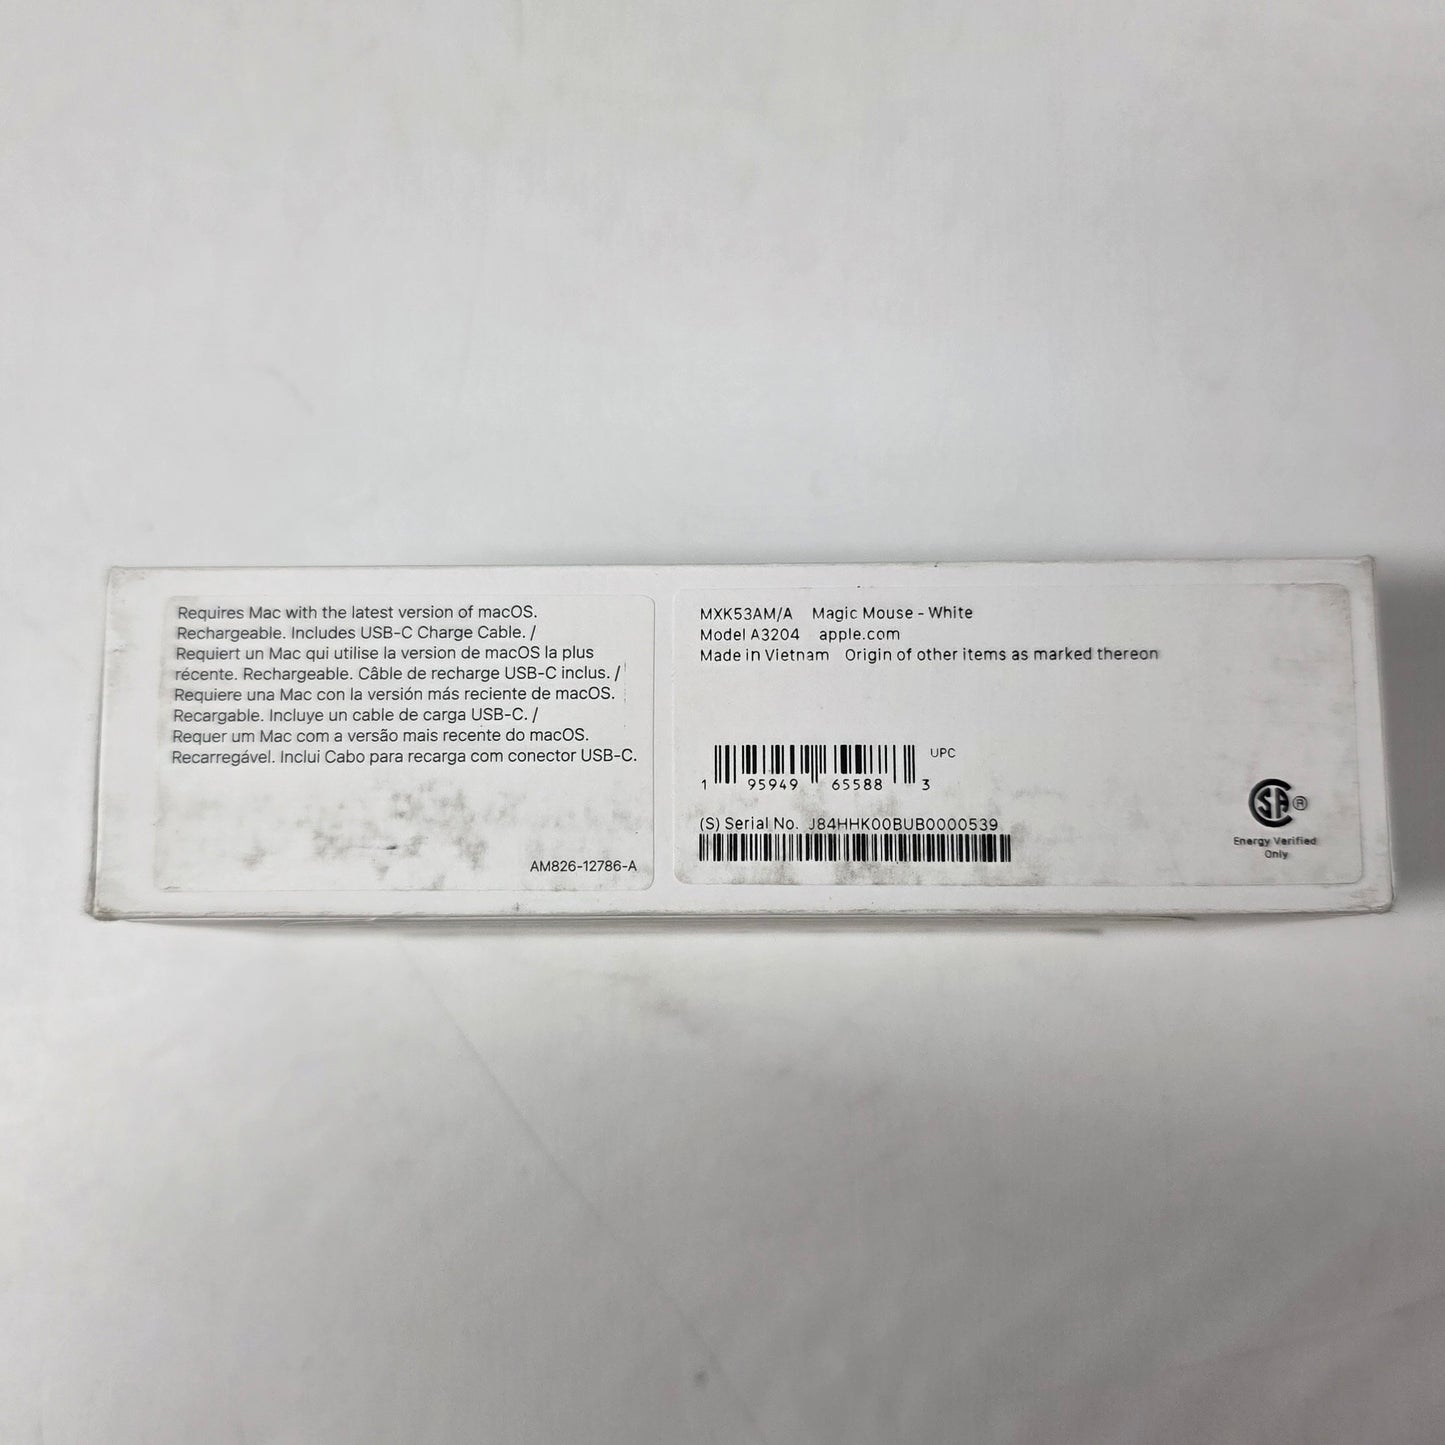 Requires Mac with the latest version of macOS.
Rechargeable. Includes USB-C Charge Cable. /
Requiert un Mac qui utilise la version de macOS la plus
récente. Rechargeable. Câble de recharge USB-C inclus. /
Requiere una Mac con la versión más reciente de macOS.
Recargable. Incluye un cable de carga USB-C. /
Requer um Mac com a versão mais recente do macOS.
Recarregável. Inclui Cabo para recarga com conector USB-C.
AM826-12786-A
MXK53AM/A Magic Mouse - White
Model A3204 apple.com
Made in Vietnam Origin of other items as marked thereon
UPC
1 95949 65588 3
(S) Serial No. J84HHK00BUB0000539
SA ®
Energy Verified
Only